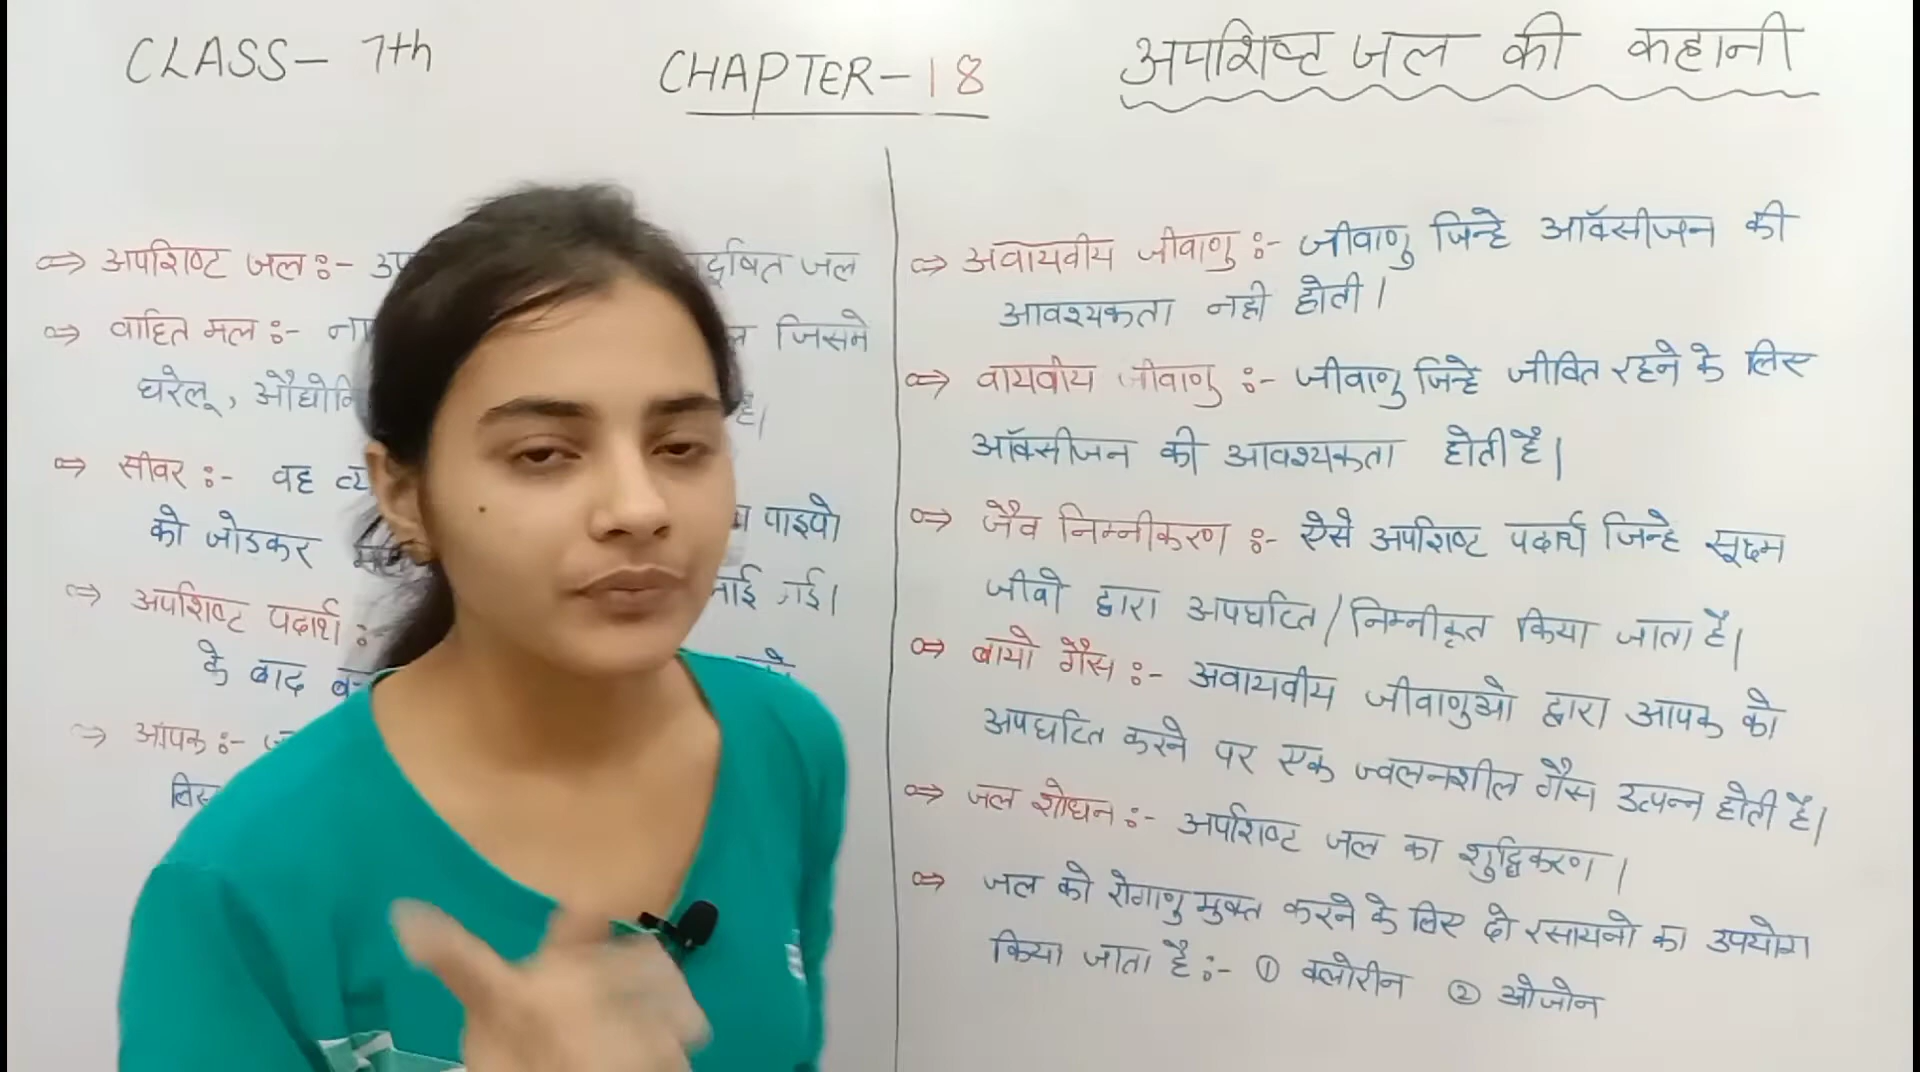 CLASS- 7th
CHAPTER-18
अपशिष्ट जल की कहानी
⇒ अपशिष्ट जल :- दूषित जल
⇒ वाहित मल :- जिसमे
घरेलू,
⇒ सीवर :- वह पाइपो
को जोडकर गई।
⇒ अपशिष्ट पदार्थ :-
के बाद
⇒ आपक :-
⇒ अवायवीय जीवाणु :- जीवाणु जिन्हे ऑक्सीजन की
आवश्यकता नही होती।
⇒ वायवीय जीवाणु :- जीवाणु जिन्हे जीवित रहने के लिए
ऑक्सीजन की आवश्यकता होती है।
⇒ जैव निम्नीकरण :- ऐसे अपशिष्ट पदार्थ जिन्हे सूक्ष्म
जीवो द्वारा अपघटित/निम्नीकृत किया जाता है।
⇒ बायो गैस :- अवायवीय जीवाणुओ द्वारा आपक को
अपघटित करने पर एक ज्वलनशील गैस उत्पन्न होती है।
⇒ जल शोधन :- अपशिष्ट जल का शुद्धिकरण।
⇒ जल को रोगाणु मुक्त करने के लिए दो रसायनो का उपयोग
किया जाता है :- ① क्लोरीन ② ओजोन